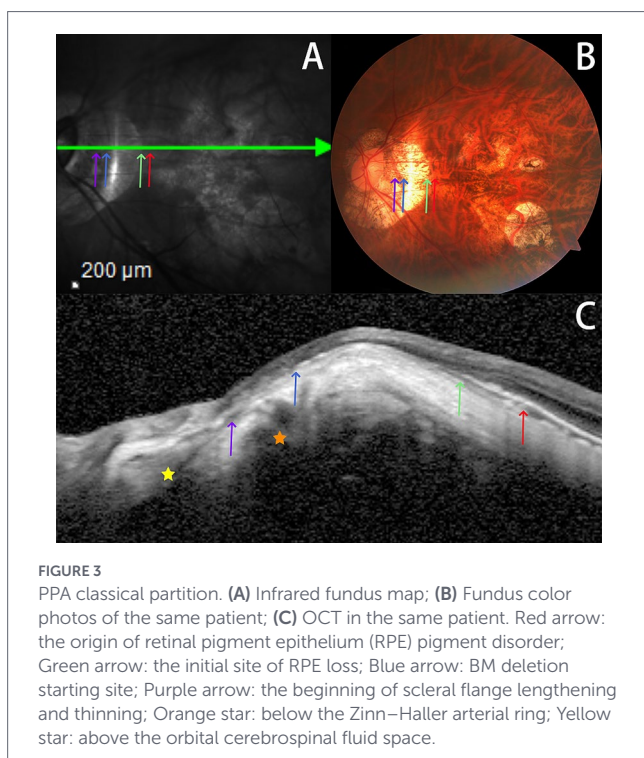 A
B
200 µm
C
FIGURE 3
PPA classical partition. (A) Infrared fundus map; (B) Fundus color
photos of the same patient; (C) OCT in the same patient. Red arrow:
the origin of retinal pigment epithelium (RPE) pigment disorder;
Green arrow: the initial site of RPE loss; Blue arrow: BM deletion
starting site; Purple arrow: the beginning of scleral flange lengthening
and thinning; Orange star: below the Zinn–Haller arterial ring; Yellow
star: above the orbital cerebrospinal fluid space.